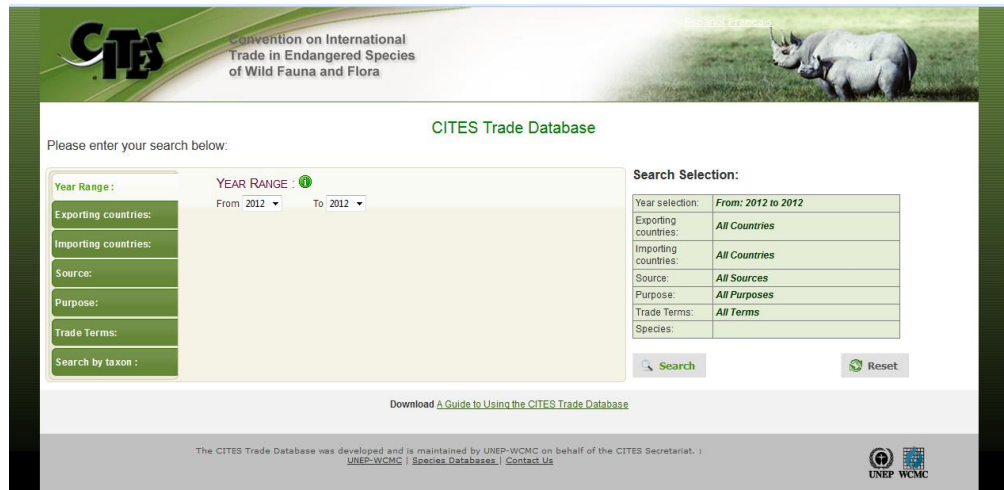 Español Français
CITES
Convention on International
Trade in Endangered Species
of Wild Fauna and Flora
CITES Trade Database
Please enter your search below:
Year Range :
Exporting countries:
Importing countries:
Source:
Purpose:
Trade Terms:
Search by taxon :
YEAR RANGE :
From 2012 To 2012
Search Selection:
Year selection: From: 2012 to 2012
Exporting
countries: All Countries
Importing
countries: All Countries
Source: All Sources
Purpose: All Purposes
Trade Terms: All Terms
Species:
Search Reset
Download A Guide to Using the CITES Trade Database
The CITES Trade Database was developed and is maintained by UNEP-WCMC on behalf of the CITES Secretariat. :
UNEP-WCMC | Species Databases | Contact Us
UNEP WCMC